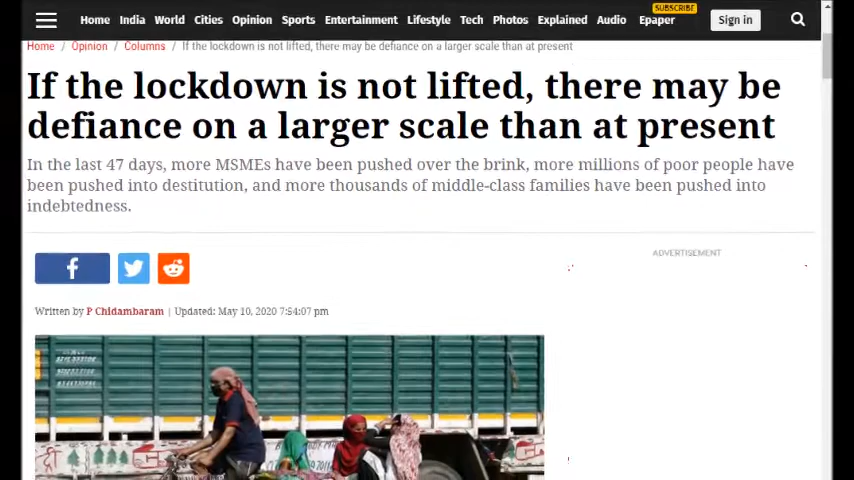 SUBSCRIBE
Home India World Cities Opinion Sports Entertainment Lifestyle Tech Photos Explained Audio Epaper Sign in
Home / Opinion / Columns / If the lockdown is not lifted, there may be defiance on a larger scale than at present
If the lockdown is not lifted, there may be
defiance on a larger scale than at present
In the last 47 days, more MSMEs have been pushed over the brink, more millions of poor people have
been pushed into destitution, and more thousands of middle-class families have been pushed into
indebtedness.
ADVERTISEMENT
Written by P Chidambaram | Updated: May 10, 2020 7:54:07 pm